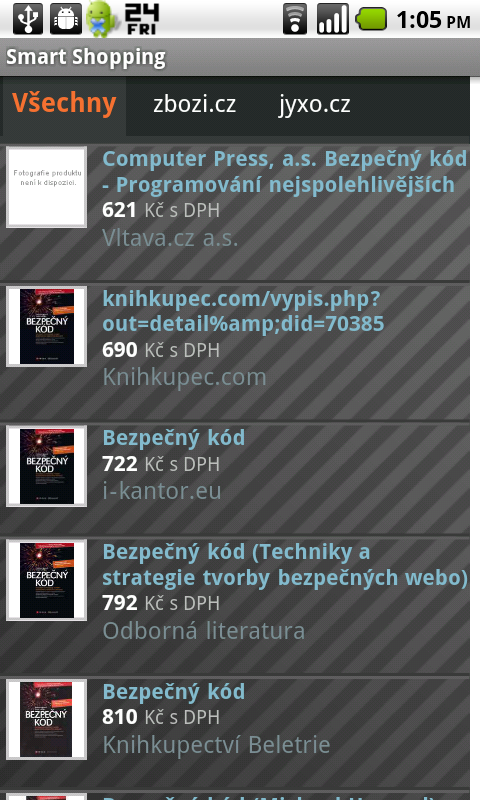 24
FRI
1:05 PM
Smart Shopping
Všechny
zbozi.cz
jyxo.cz
Fotografie produktu
není k dispozici.
Computer Press, a.s. Bezpečný kód
- Programování nejspolehlivějších
621 Kč s DPH
Vltava.cz a.s.
BEZPEČNÝ
KÓD
knihkupec.com/vypis.php?
out=detail%amp;did=70385
690 Kč s DPH
Knihkupec.com
BEZPEČNÝ
KÓD
Bezpečný kód
722 Kč s DPH
i-kantor.eu
BEZPEČNÝ
KÓD
Bezpečný kód (Techniky a
strategie tvorby bezpečných webo)
792 Kč s DPH
Odborná literatura
BEZPEČNÝ
KÓD
Bezpečný kód
810 Kč s DPH
Knihkupectví Beletrie